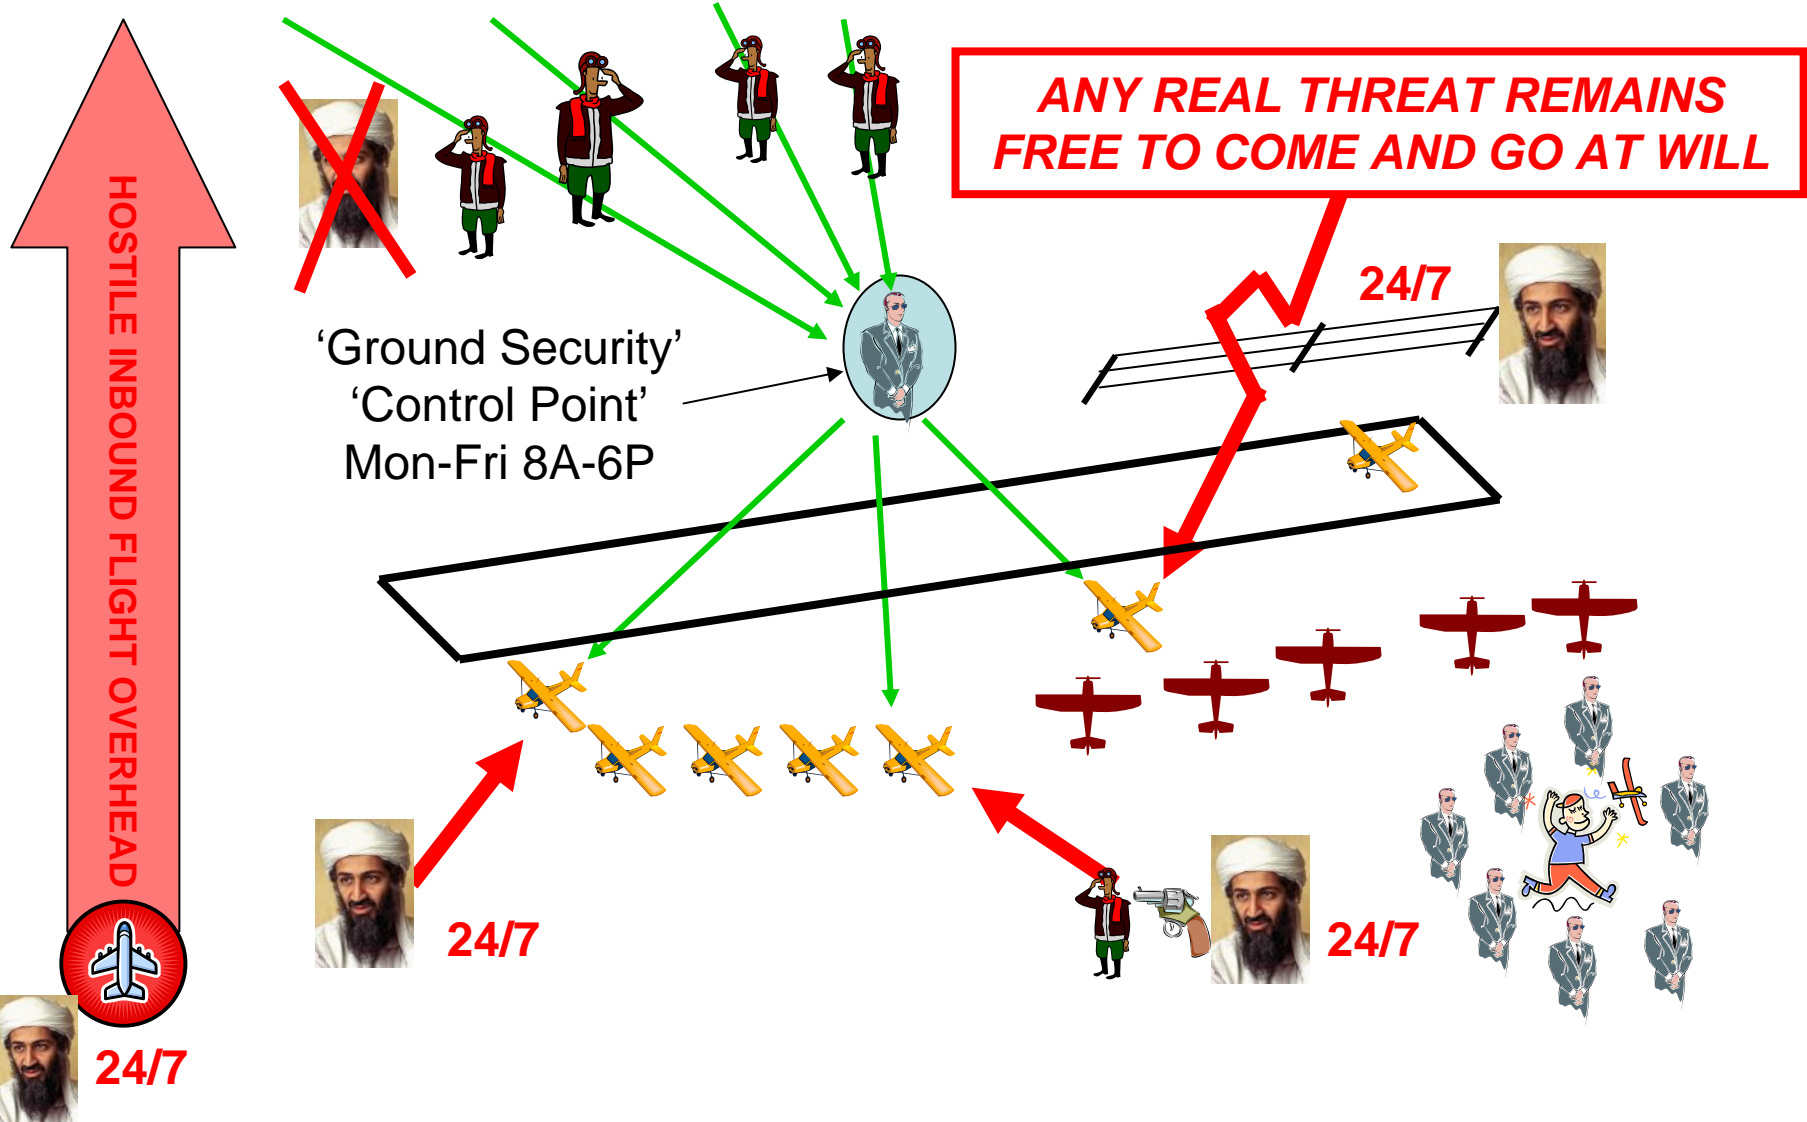 HOSTILE INBOUND FLIGHT OVERHEAD
ANY REAL THREAT REMAINS
FREE TO COME AND GO AT WILL
24/7
‘Ground Security’
‘Control Point’
Mon-Fri 8A-6P
24/7
24/7
24/7